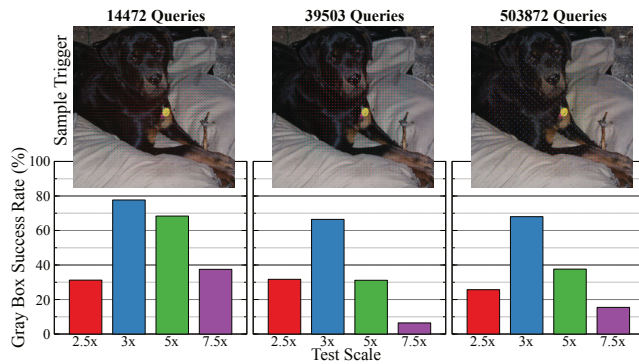 14472 Queries 39503 Queries 503872 Queries
Sample Trigger
Gray Box Success Rate (%)
100
80
60
40
20
0
2.5x 3x 5x 7.5x 2.5x 3x 5x 7.5x 2.5x 3x 5x 7.5x
Test Scale